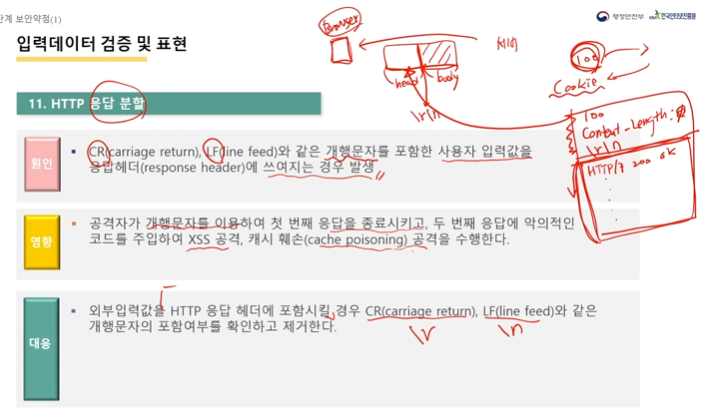 단계 보안약점(1)
행정안전부 한국인터넷진흥원
입력데이터 검증 및 표현
Browser
서버
head body
\r\n
100
Cookie
100
Content-Length: 0
\r\n
HTTP/1 200 OK
11. HTTP 응답 분할
원인
▪ CR(carriage return), LF(line feed)와 같은 개행문자를 포함한 사용자 입력값을
응답헤더(response header)에 쓰여지는 경우 발생
영향
▪ 공격자가 개행문자를 이용하여 첫 번째 응답을 종료시키고, 두 번째 응답에 악의적인
코드를 주입하여 XSS 공격, 캐시 훼손(cache poisoning) 공격을 수행한다.
대응
▪ 외부입력값을 HTTP 응답 헤더에 포함시킬 경우 CR(carriage return), LF(line feed)와 같은
개행문자의 포함여부를 확인하고 제거한다.
\r \n